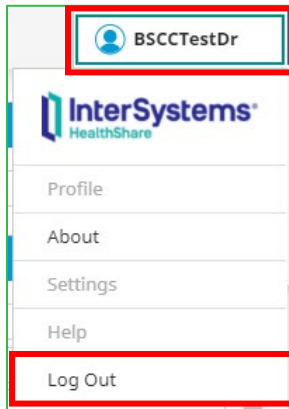 BSCCTestDr
InterSystems®
HealthShare
Profile
About
Settings
Help
Log Out